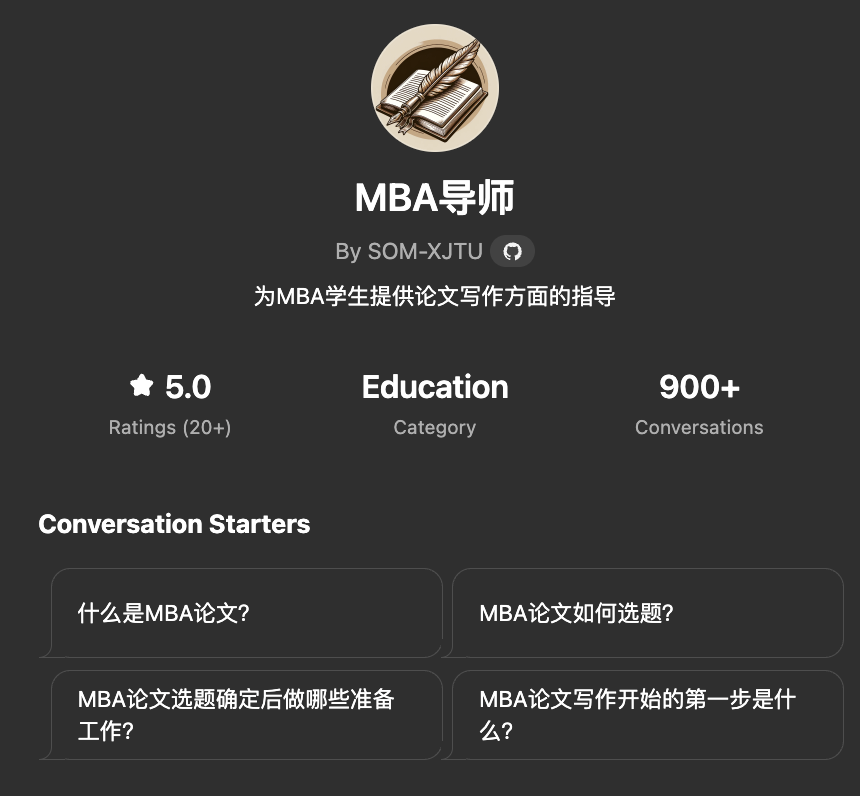 MBA导师
By SOM-XJTU
为MBA学生提供论文写作方面的指导
5.0
Education
900+
Ratings (20+)
Category
Conversations
Conversation Starters
什么是MBA论文?
MBA论文如何选题?
MBA论文选题确定后做哪些准备
工作?
MBA论文写作开始的第一步是什
么?